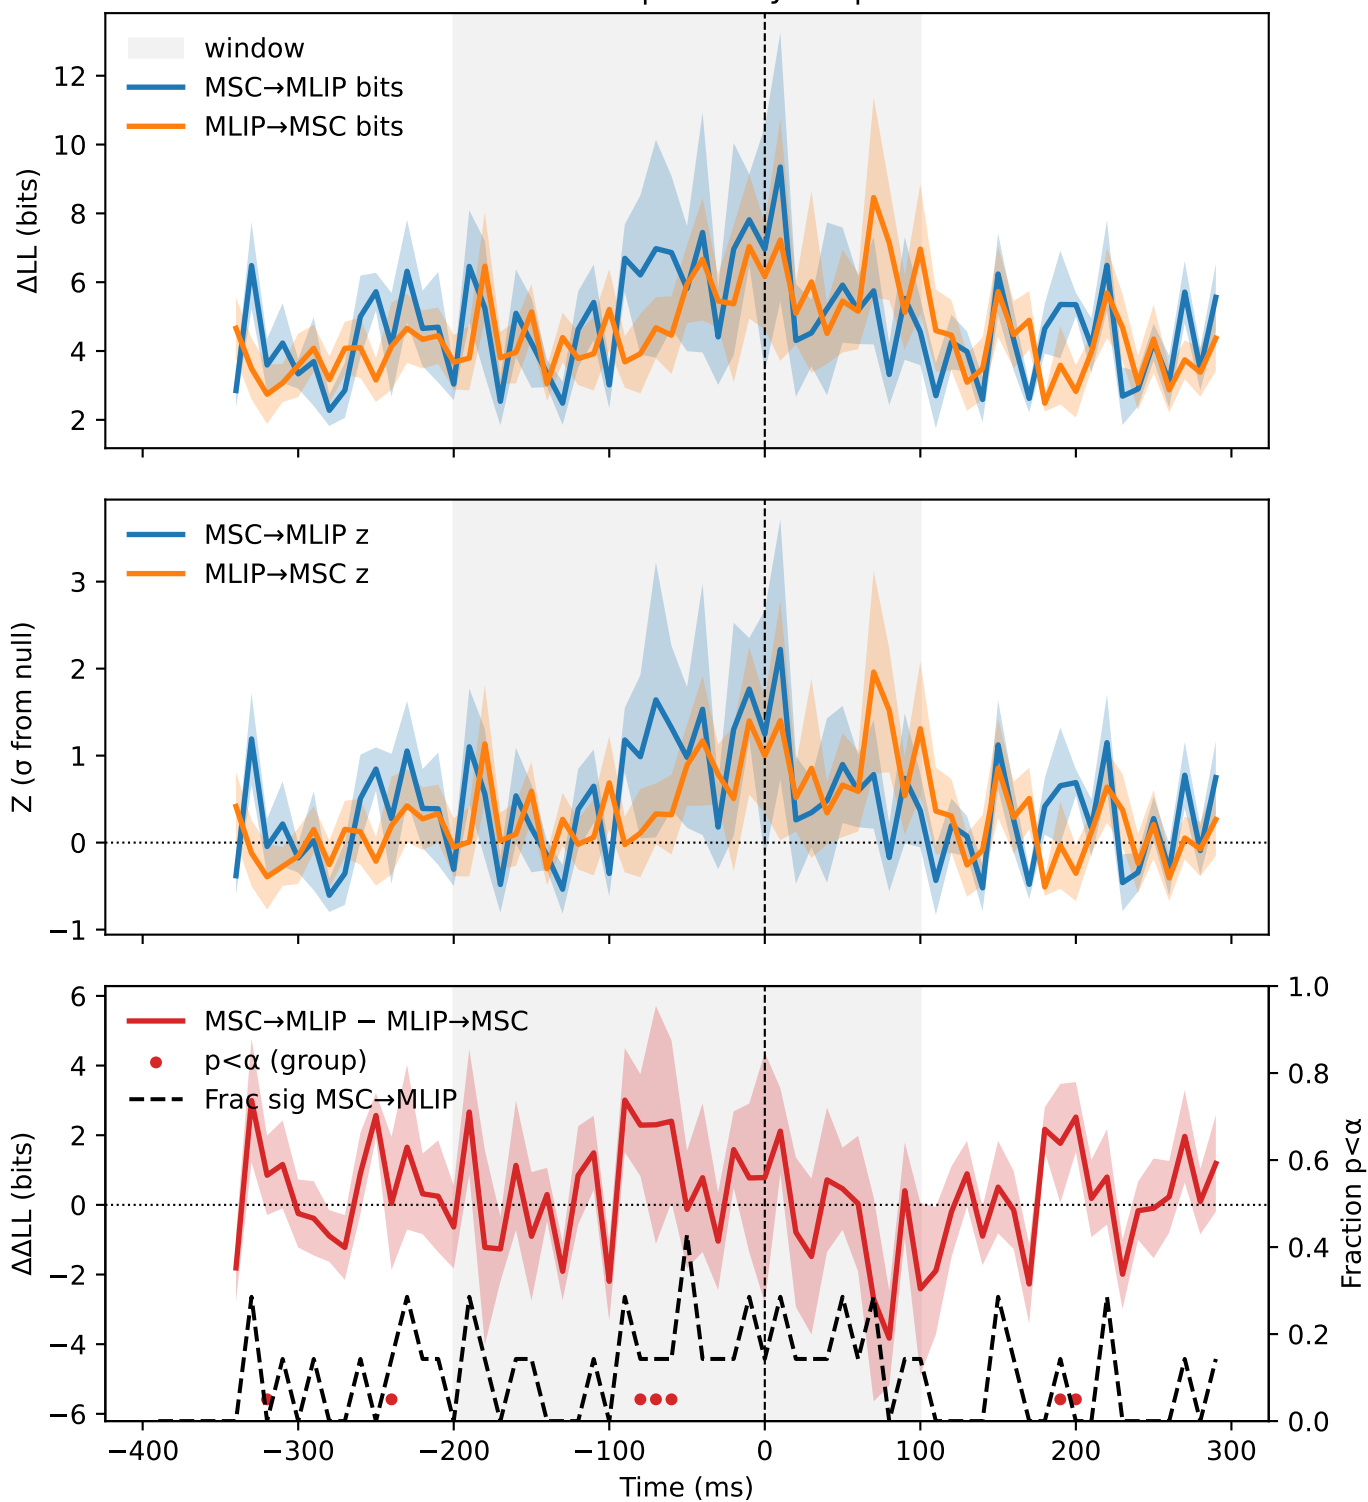 12
10
8
6
4
2
ΔLL (bits)
window
MSC→MLIP bits
MLIP→MSC bits
3
2
1
0
−1
Z (σ from null)
MSC→MLIP z
MLIP→MSC z
6
4
2
0
−2
−4
−6
ΔΔLL (bits)
MSC→MLIP − MLIP→MSC
p<α (group)
Frac sig MSC→MLIP
1.0
0.8
0.6
0.4
0.2
0.0
Fraction p<α
−400 −300 −200 −100 0 100 200 300
Time (ms)